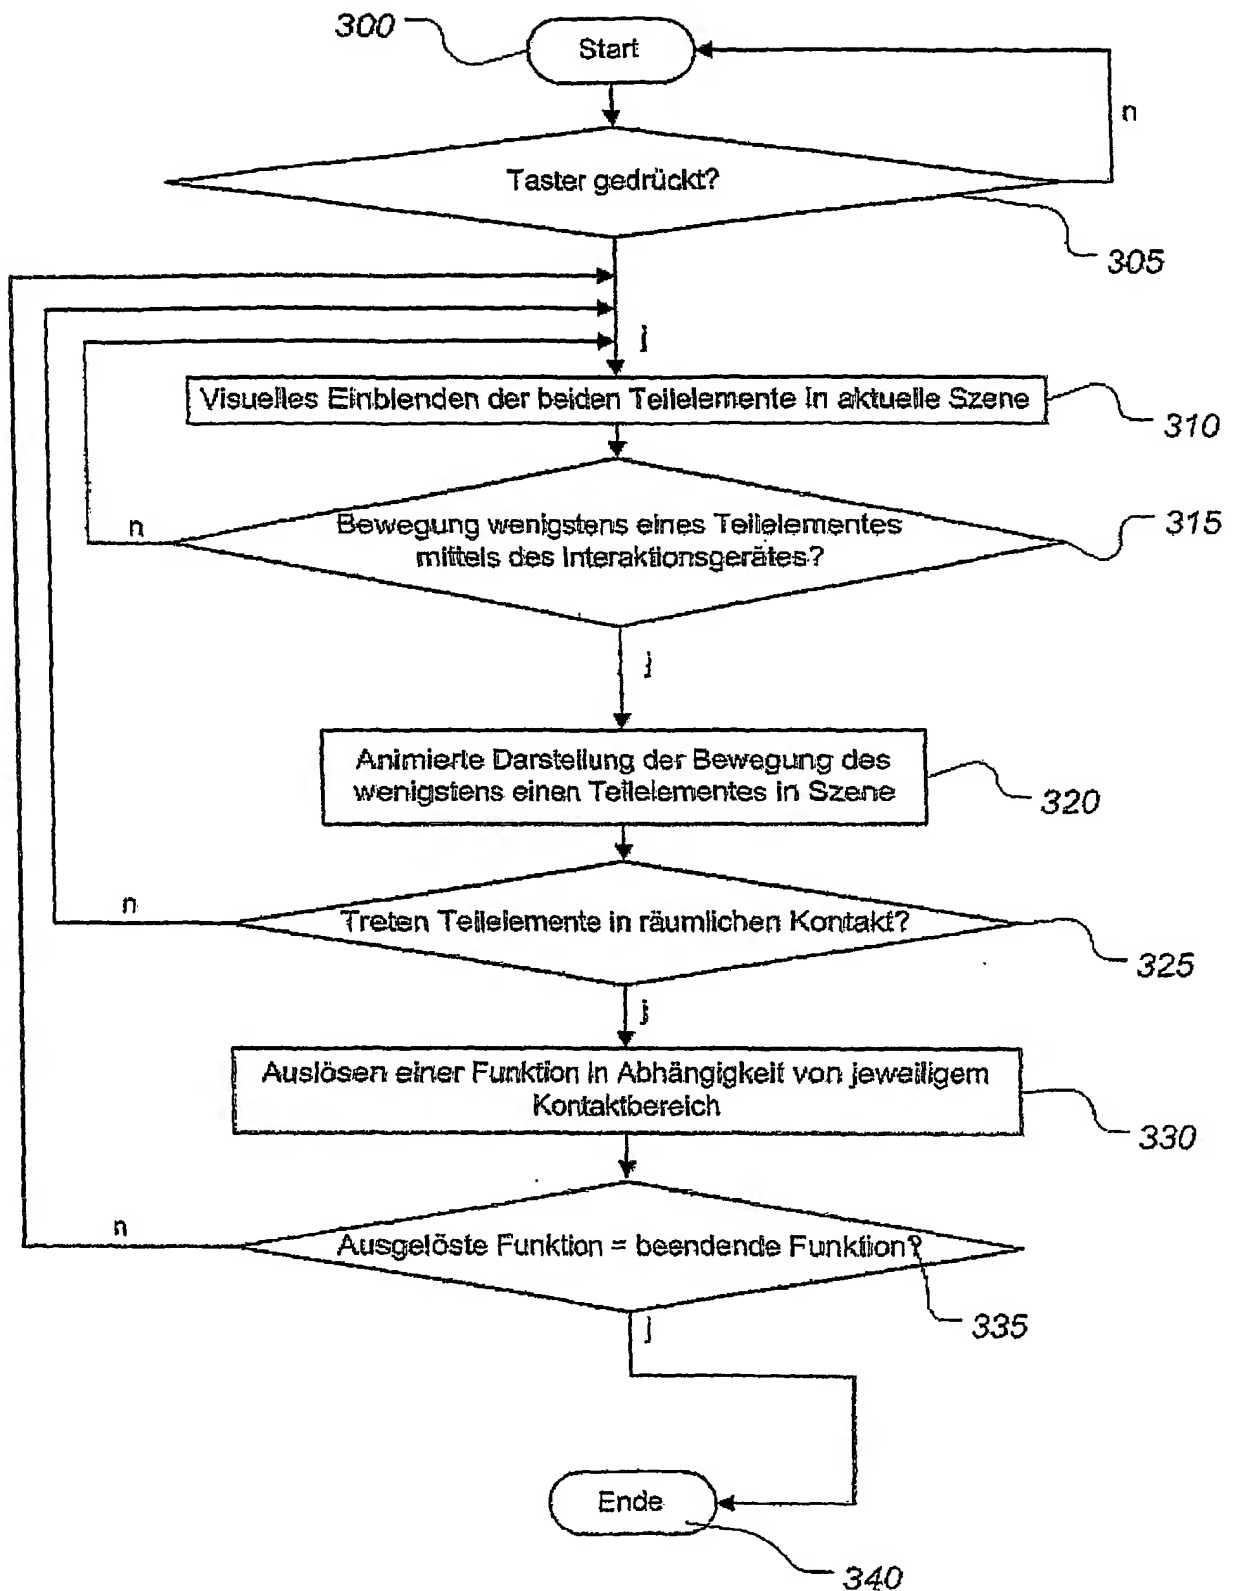 300
Start
n
Taster gedrückt?
305
j
Visuelles Einblenden der beiden Teilelemente in aktuelle Szene
310
Bewegung wenigstens eines Teilelementes
mittels des Interaktionsgerätes?
n
315
j
Animierte Darstellung der Bewegung des
wenigstens einen Teilelementes in Szene
320
n
Treten Teilelemente in räumlichen Kontakt?
325
j
Auslösen einer Funktion in Abhängigkeit von jeweiligem
Kontaktbereich
330
n
Ausgelöste Funktion = beendende Funktion?
335
j
Ende
340